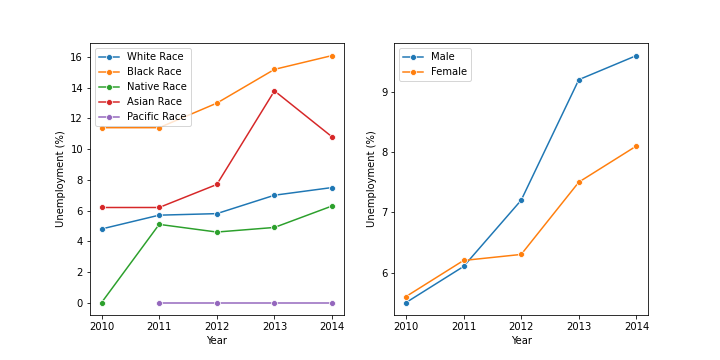 White Race
Black Race
Native Race
Asian Race
Pacific Race
16
14
12
10
8
6
4
2
0
Unemployment (%)
2010 2011 2012 2013 2014
Year
Male
Female
9
8
7
6
Unemployment (%)
2010 2011 2012 2013 2014
Year